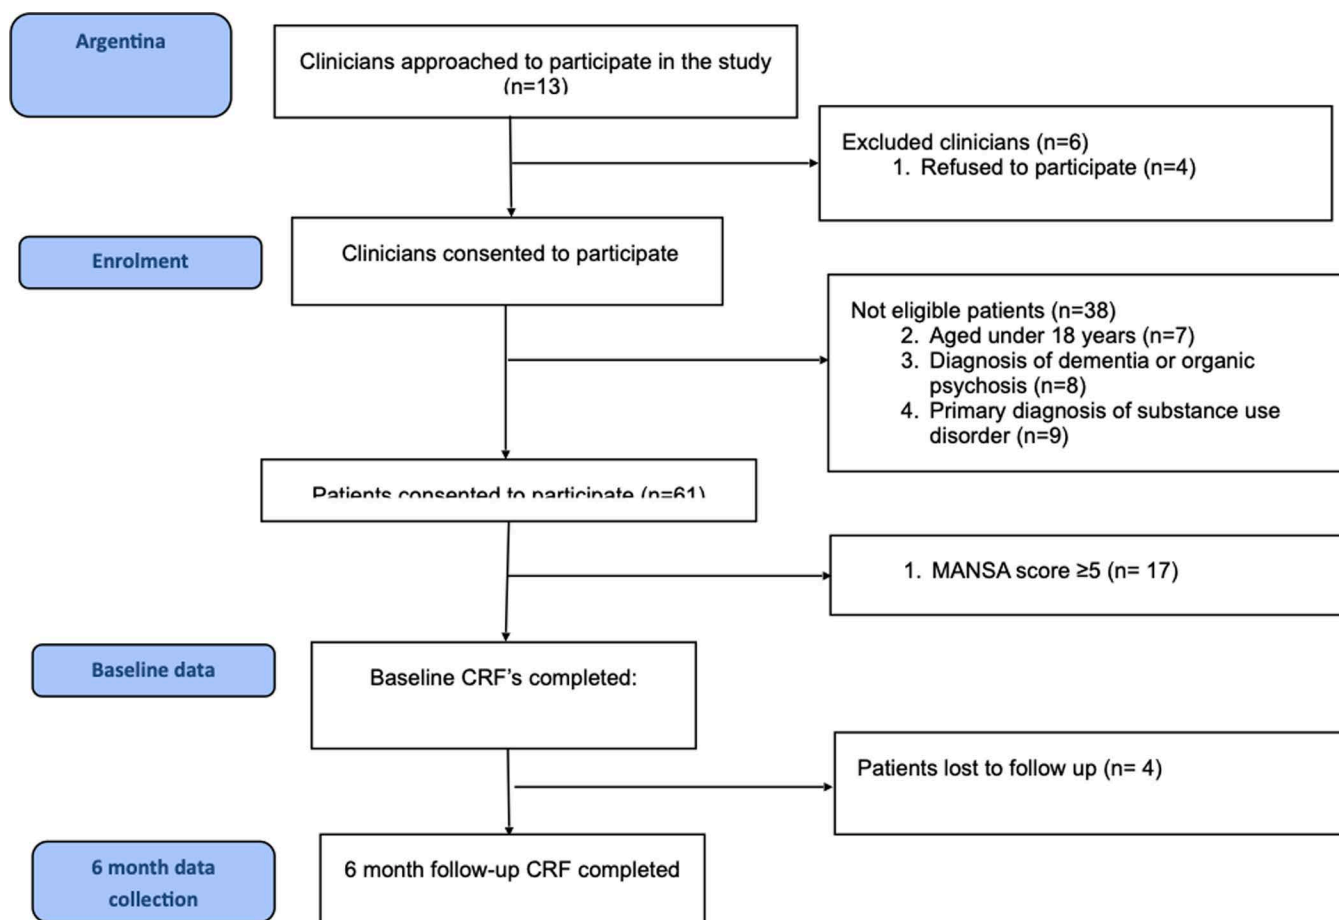 Argentina
Clinicians approached to participate in the study
(n=13)
Excluded clinicians (n=6)
1. Refused to participate (n=4)
Enrolment
Clinicians consented to participate
Not eligible patients (n=38)
2. Aged under 18 years (n=7)
3. Diagnosis of dementia or organic
psychosis (n=8)
4. Primary diagnosis of substance use
disorder (n=9)
Patients consented to participate (n=61)
1. MANSA score ≥5 (n= 17)
Baseline data
Baseline CRF’s completed:
Patients lost to follow up (n= 4)
6 month data
collection
6 month follow-up CRF completed